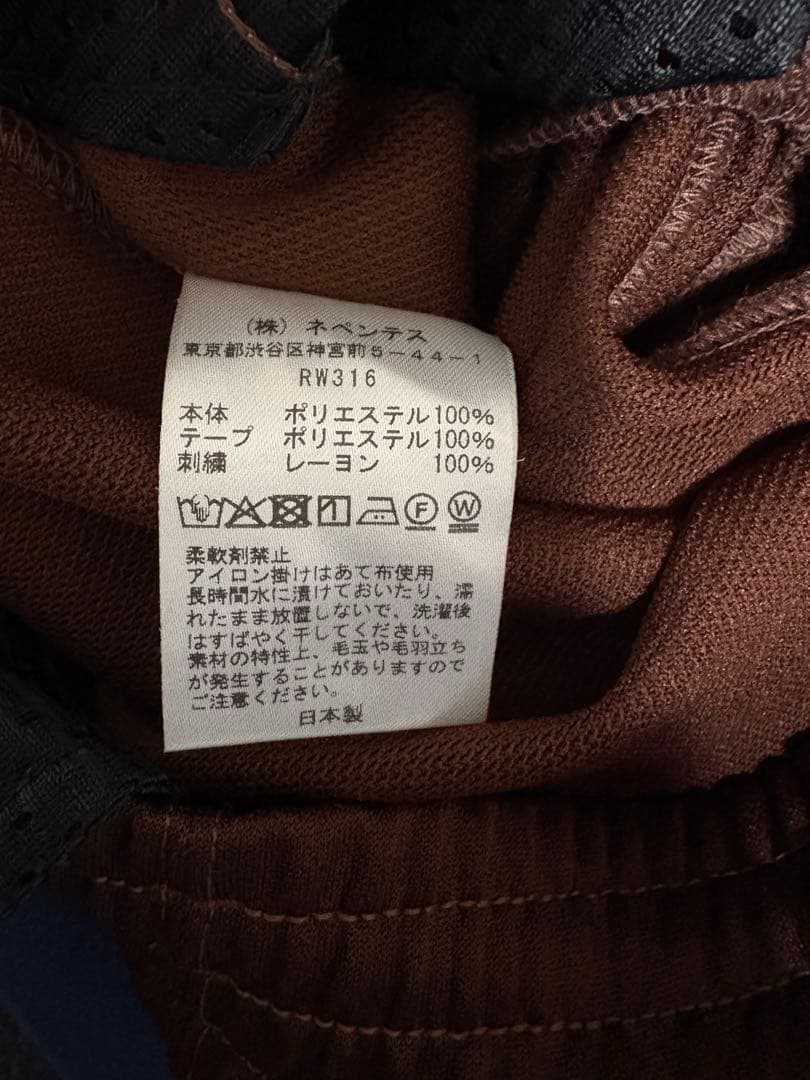 (株) ネペンテス
東京都渋谷区神宮前5-44-1
RW316
本体 ポリエステル100%
テープ ポリエステル100%
刺繍 レーヨン 100%
F W
柔軟剤禁止
アイロン掛けはあて布使用
長時間水に漬けておいたり、濡
れたまま放置しないで、洗濯後
はすばやく干してください。
素材の特性上、毛玉や毛羽立ち
が発生することがありますので
ご注意ください。
日本製